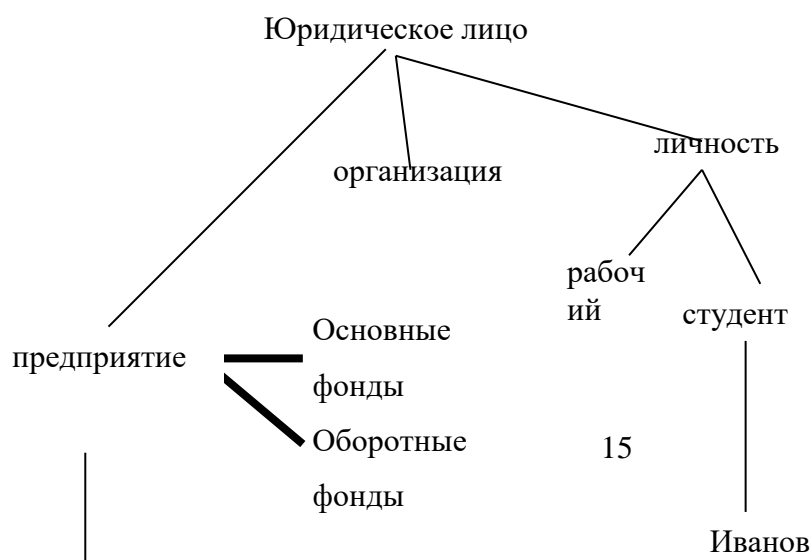 Юридическое лицо
личность
организация
рабоч
ий
студент
Основные
предприятие
фонды
Оборотные
15
фонды
Иванов